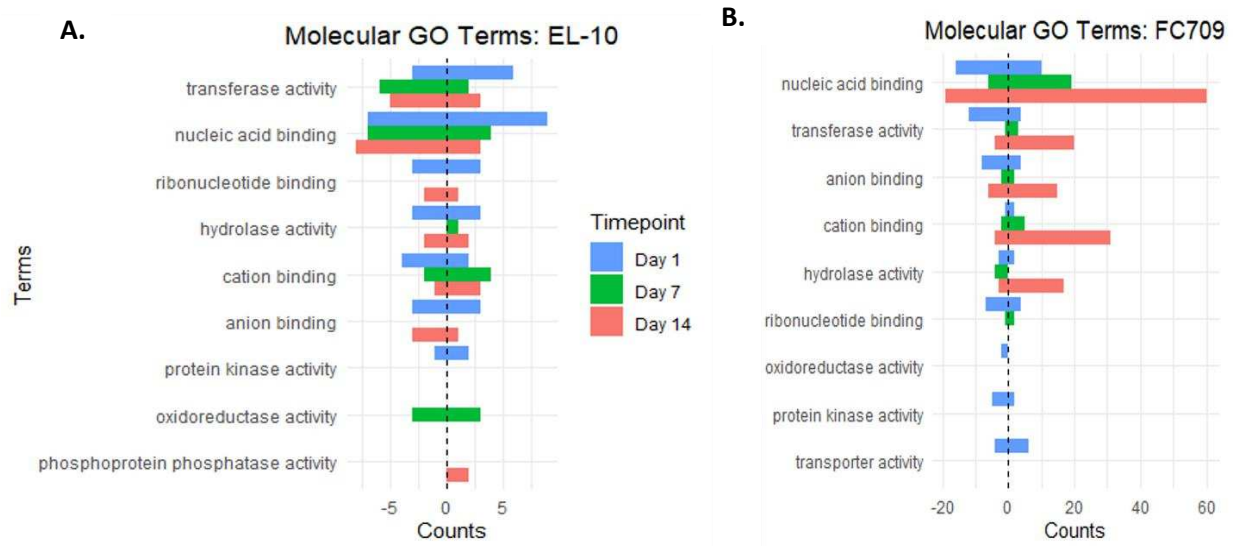 A.
Molecular GO Terms: EL-10
Terms
transferase activity
nucleic acid binding
ribonucleotide binding
hydrolase activity
cation binding
anion binding
protein kinase activity
oxidoreductase activity
phosphoprotein phosphatase activity
-5 0 5
Counts
Timepoint
Day 1
Day 7
Day 14
B.
Molecular GO Terms: FC709
nucleic acid binding
transferase activity
anion binding
cation binding
hydrolase activity
ribonucleotide binding
oxidoreductase activity
protein kinase activity
transporter activity
-20 0 20 40 60
Counts